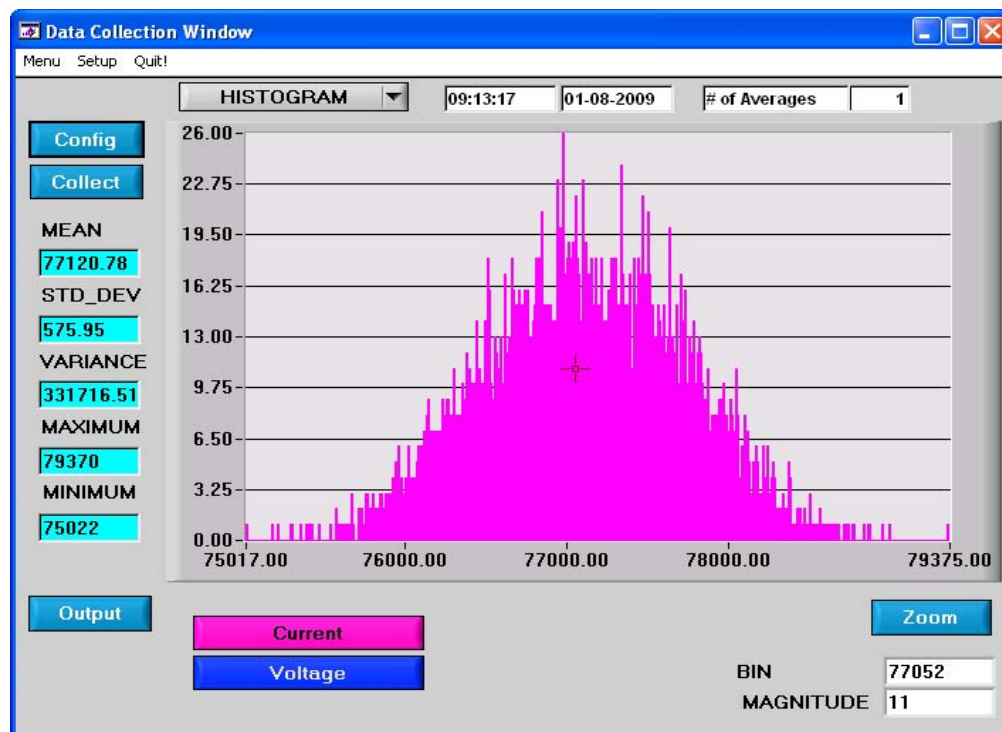 Data Collection Window
Menu Setup Quit!
HISTOGRAM 09:13:17 01-08-2009 # of Averages 1
Config
Collect
MEAN
77120.78
STD_DEV
575.95
VARIANCE
331716.51
MAXIMUM
79370
MINIMUM
75022
26.00
22.75
19.50
16.25
13.00
9.75
6.50
3.25
0.00
75017.00 76000.00 77000.00 78000.00 79375.00
Output
Current
Voltage
Zoom
BIN 77052
MAGNITUDE 11